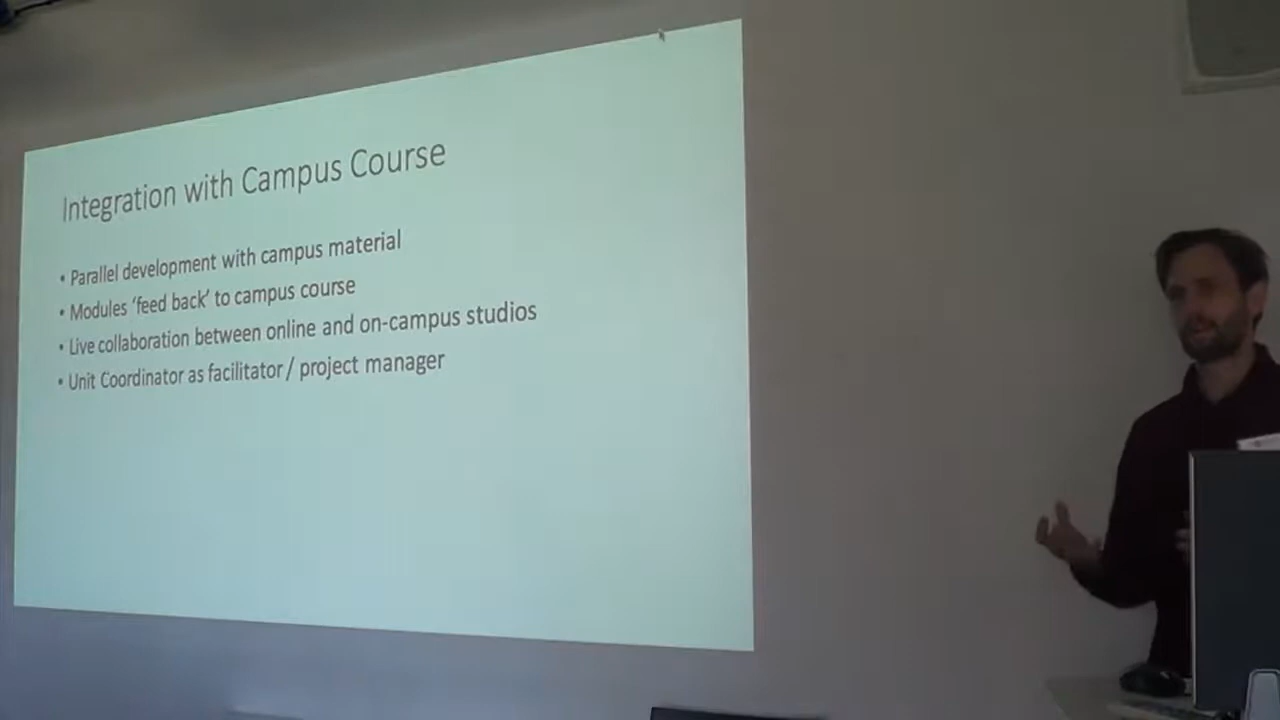 Integration with Campus Course
• Parallel development with campus material
• Modules ‘feed back’ to campus course
• Live collaboration between online and on-campus studios
• Unit Coordinator as facilitator / project manager